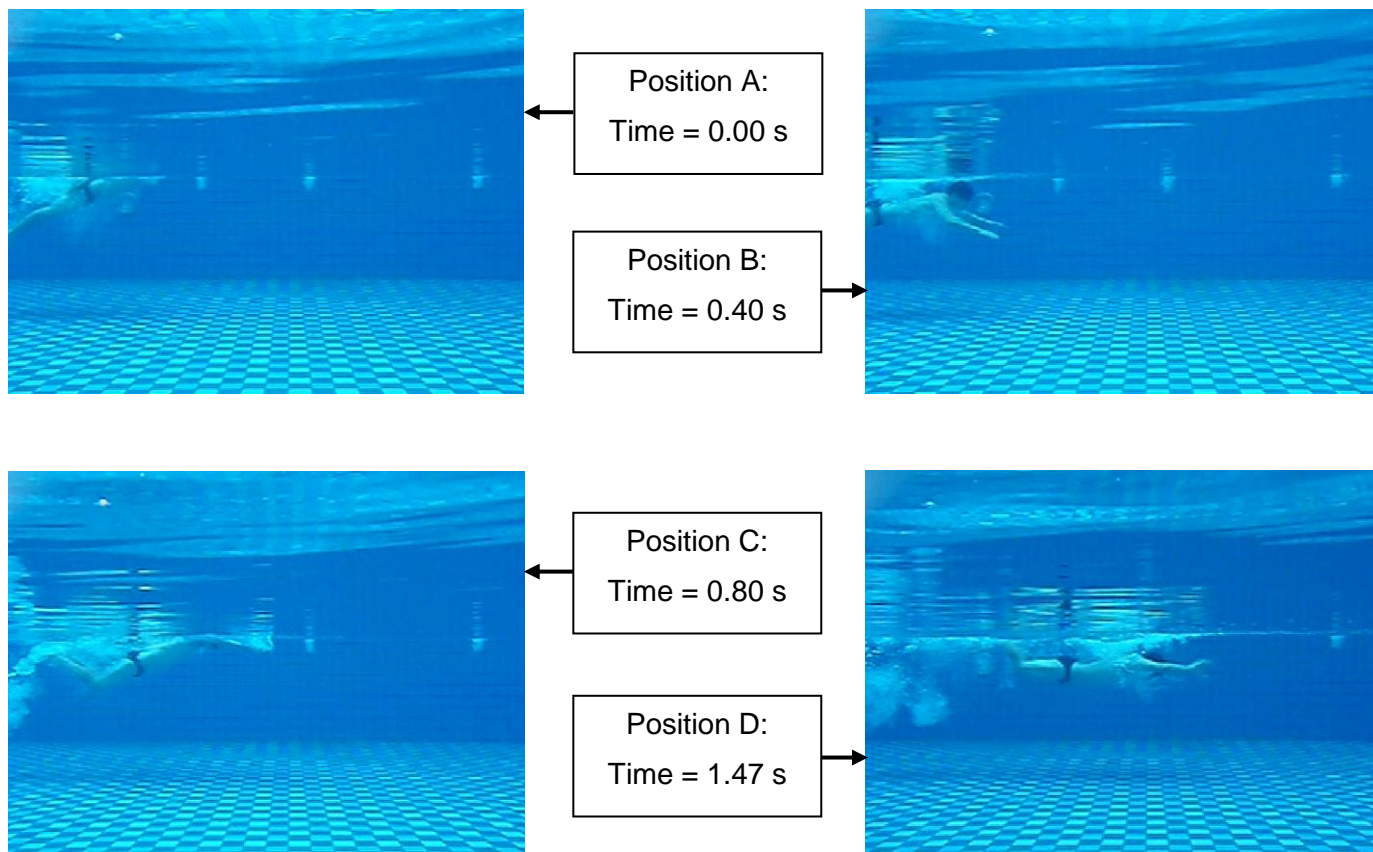 Position A:
Time = 0.00 s
Position B:
Time = 0.40 s
Position C:
Time = 0.80 s
Position D:
Time = 1.47 s